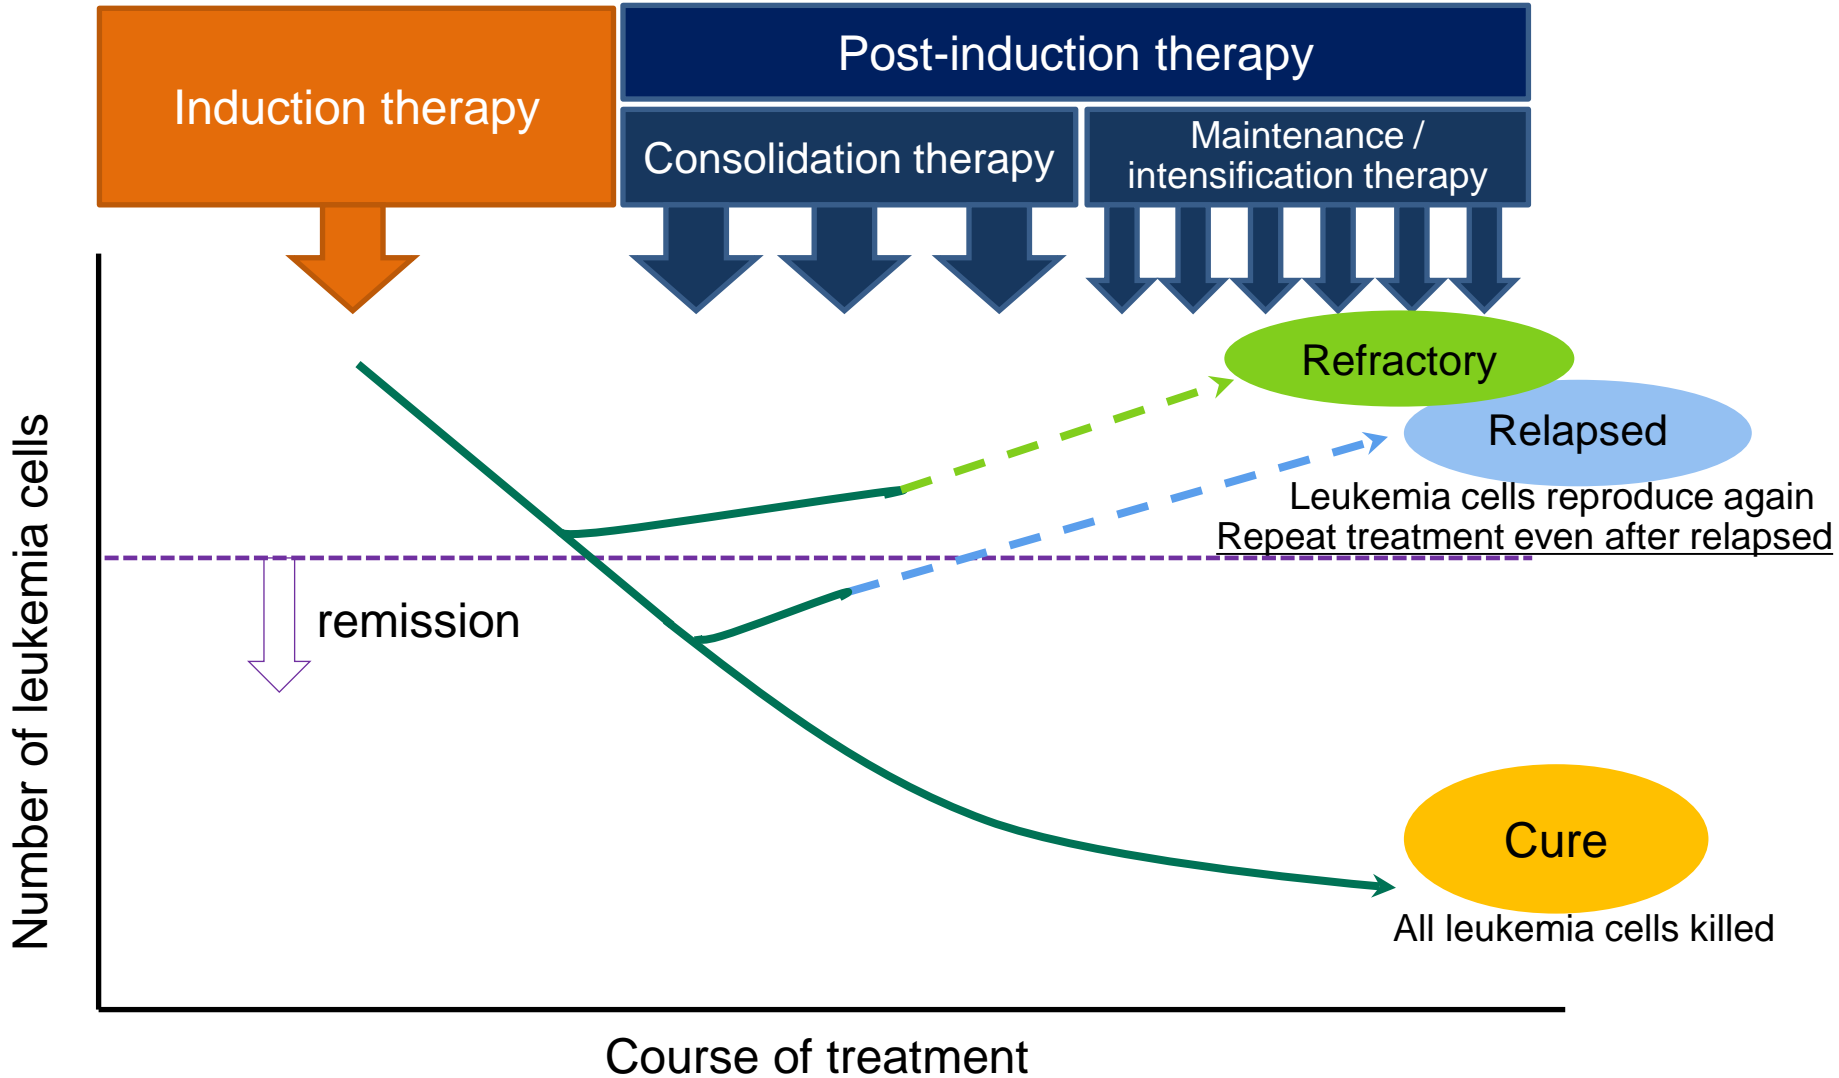 Induction therapy
Post-induction therapy
Consolidation therapy
Maintenance /
intensification therapy
Number of leukemia cells
Refractory
Relapsed
Leukemia cells reproduce again
Repeat treatment even after relapsed
remission
Cure
All leukemia cells killed
Course of treatment